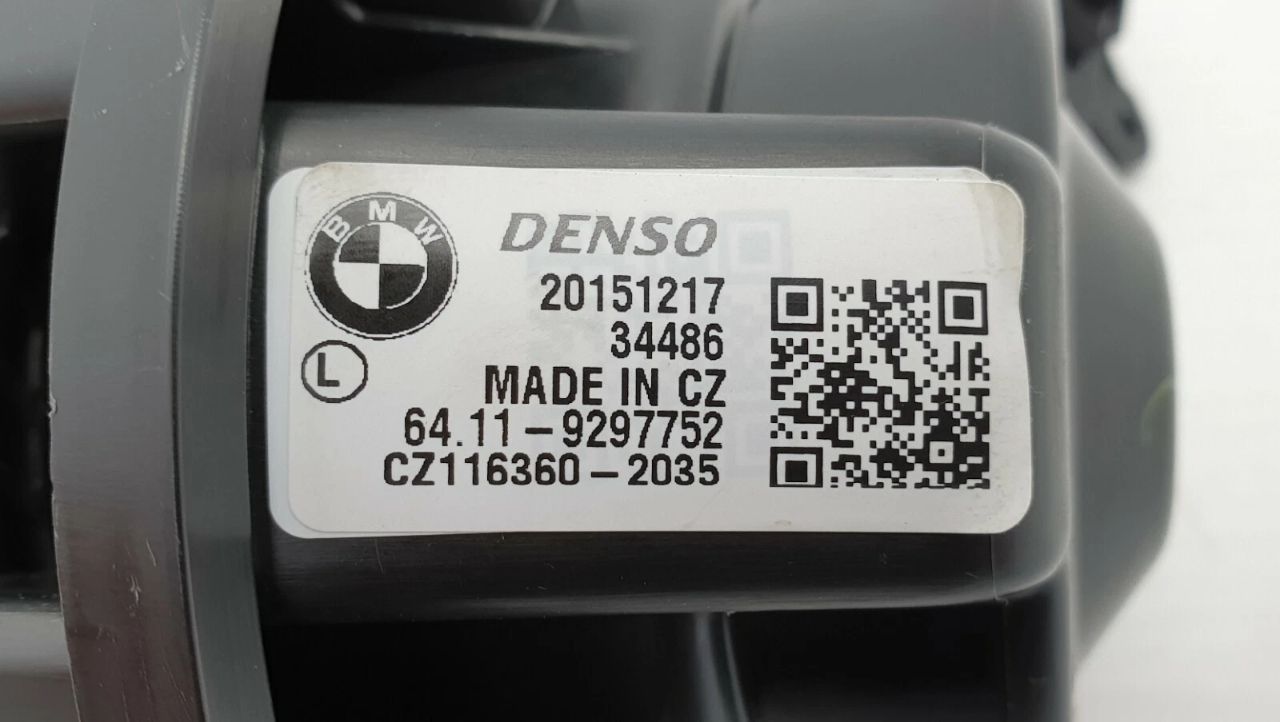 BMW
DENSO
20151217
34486
L
MADE IN CZ
64.11-9297752
CZ116360-2035